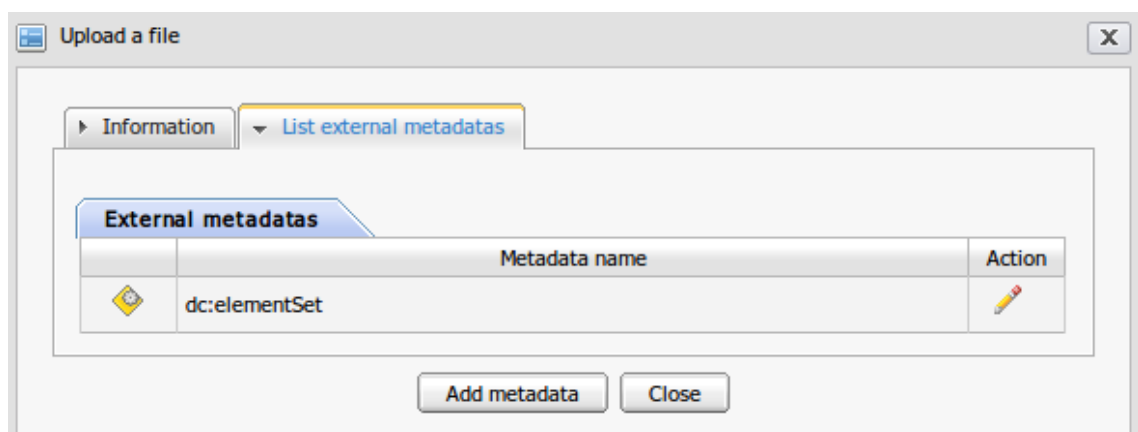 Upload a file
X
Information
List external metadatas
External metadatas
Metadata name Action
dc:elementSet
Add metadata Close